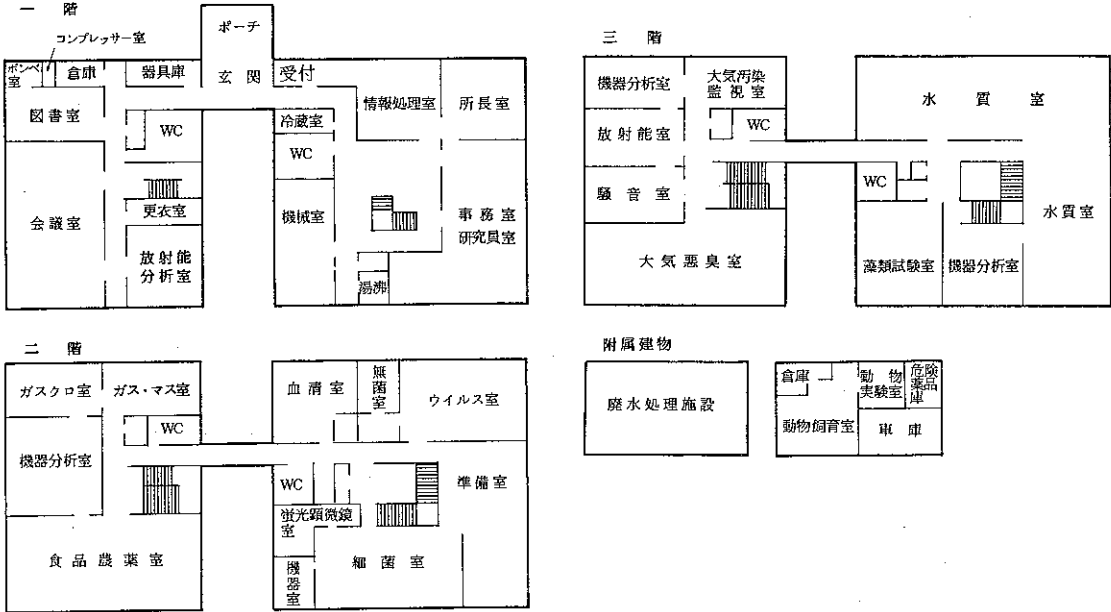 一階
ポーチ
コンプレッサー室
ボンベ室
倉庫
器具庫
玄関
受付
図書室
WC
冷蔵室
情報処理室
所長室
WC
会議室
更衣室
機械室
事務室
研究員室
放射能
分析室
湯沸
二階
ガスクロ室
ガス・マス室
血清室
無菌室
ウイルス室
WC
機器分析室
WC
準備室
蛍光顕微鏡
室
食品農薬室
機器室
細菌室
三階
機器分析室
大気汚染
監視室
水質室
放射能室
WC
騒音室
WC
水質室
大気悪臭室
藻類試験室
機器分析室
附属建物
廃水処理施設
倉庫
動物
実験室
危険
薬品
庫
動物飼育室
車庫